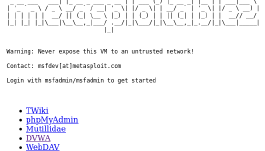 Warning: Never expose this VM to an untrusted network!
Contact: msfdev[at]metasploit.com
Login with msfadmin/msfadmin to get started
TWiki
phpMyAdmin
Mutillidae
DVWA
WebDAV